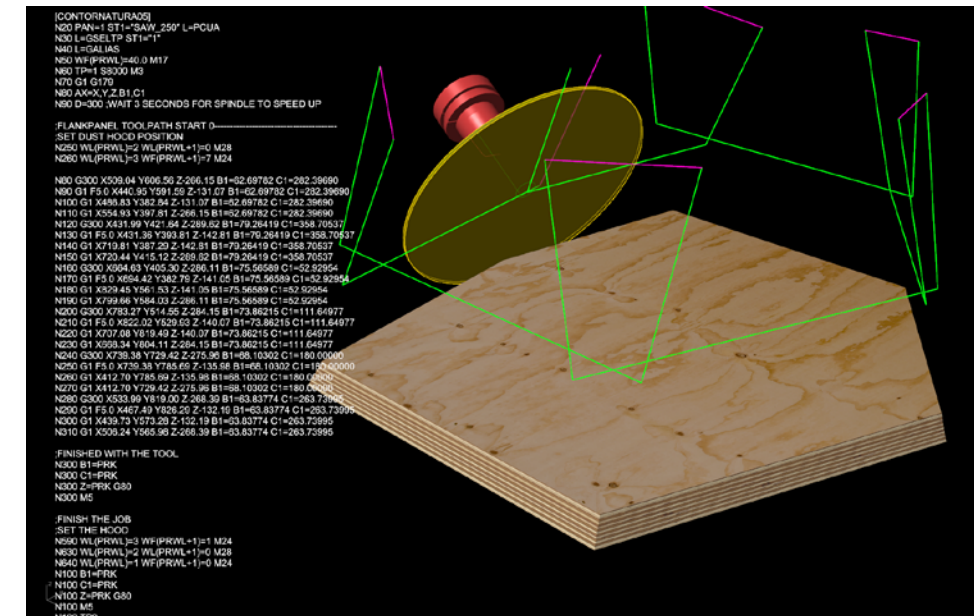 [CONTORNATURA05]
N20 PAN=1 ST1="SAW_250" L=PCUA
N30 L=GSELTP ST1="1"
N40 L=GALIAS
N50 WF(PRWL)=40.0 M17
N60 TP=1 S8000 M3
N70 G1 G179
N80 AX=X,Y,Z,B1,C1
N90 D=300 ;WAIT 3 SECONDS FOR SPINDLE TO SPEED UP
;FLANKPANEL TOOLPATH START 0-----------------------------------
;SET DUST HOOD POSITION
N250 WL(PRWL)=2 WL(PRWL+1)=0 M28
N260 WL(PRWL)=3 WF(PRWL+1)=7 M24
N80 G300 X509.04 Y606.56 Z-266.15 B1=62.69782 C1=282.39690
N90 G1 F5.0 X440.95 Y591.59 Z-131.07 B1=62.69782 C1=282.39690
N100 G1 X486.83 Y382.84 Z-131.07 B1=62.69782 C1=282.39690
N110 G1 X554.93 Y397.81 Z-266.15 B1=62.69782 C1=282.39690
N120 G300 X431.99 Y421.64 Z-289.62 B1=79.26419 C1=358.70537
N130 G1 F5.0 X431.36 Y393.81 Z-142.81 B1=79.26419 C1=358.70537
N140 G1 X719.81 Y387.29 Z-142.81 B1=79.26419 C1=358.70537
N150 G1 X720.44 Y415.12 Z-289.62 B1=79.26419 C1=358.70537
N160 G300 X664.63 Y405.30 Z-286.11 B1=75.56589 C1=52.92954
N170 G1 F5.0 X694.42 Y382.79 Z-141.05 B1=75.56589 C1=52.92954
N180 G1 X829.45 Y561.53 Z-141.05 B1=75.56589 C1=52.92954
N190 G1 X799.66 Y584.03 Z-286.11 B1=75.56589 C1=52.92954
N200 G300 X783.27 Y514.55 Z-284.15 B1=73.86215 C1=111.64977
N210 G1 F5.0 X822.02 Y529.93 Z-140.07 B1=73.86215 C1=111.64977
N220 G1 X707.08 Y819.49 Z-140.07 B1=73.86215 C1=111.64977
N230 G1 X668.34 Y804.11 Z-284.15 B1=73.86215 C1=111.64977
N240 G300 X739.38 Y729.42 Z-275.96 B1=68.10302 C1=180.00000
N250 G1 F5.0 X739.38 Y785.69 Z-135.98 B1=68.10302 C1=180.00000
N260 G1 X412.70 Y785.69 Z-135.98 B1=68.10302 C1=180.00000
N270 G1 X412.70 Y729.42 Z-275.96 B1=68.10302 C1=180.00000
N280 G300 X533.99 Y819.00 Z-268.39 B1=63.83774 C1=263.73995
N290 G1 F5.0 X467.49 Y826.29 Z-132.19 B1=63.83774 C1=263.73995
N300 G1 X439.73 Y573.28 Z-132.19 B1=63.83774 C1=263.73995
N310 G1 X506.24 Y565.98 Z-268.39 B1=63.83774 C1=263.73995
;FINISHED WITH THE TOOL
N300 B1=PRK
N300 C1=PRK
N300 Z=PRK G80
N300 M5
;FINISH THE JOB
;SET THE HOOD
N590 WL(PRWL)=3 WF(PRWL+1)=1 M24
N630 WL(PRWL)=2 WL(PRWL+1)=0 M28
N640 WL(PRWL)=1 WF(PRWL+1)=0 M24
N100 B1=PRK
N100 C1=PRK
N100 Z=PRK G80
N100 M5